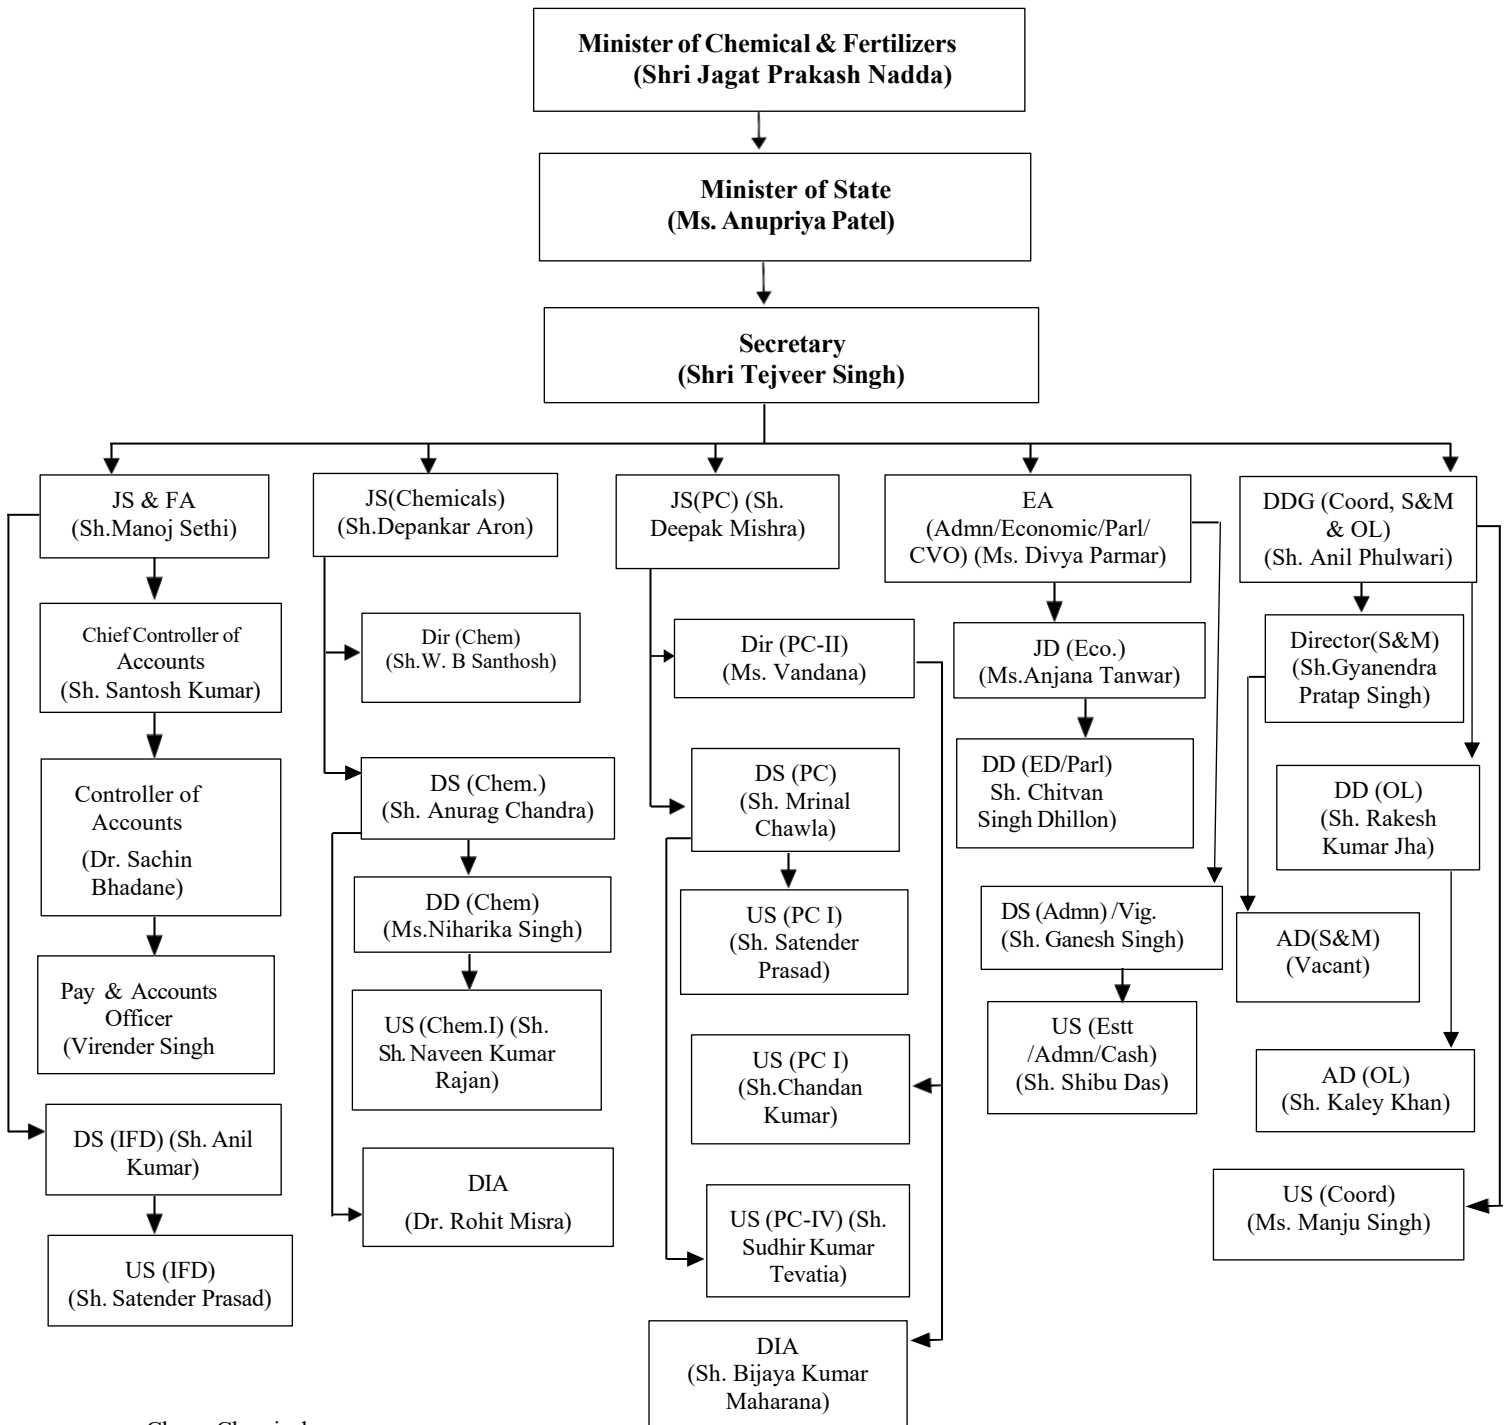 Minister of Chemical & Fertilizers
(Shri Jagat Prakash Nadda)
Minister of State
(Ms. Anupriya Patel)
Secretary
(Shri Tejveer Singh)
JS & FA
(Sh.Manoj Sethi)
Chief Controller of
Accounts
(Sh. Santosh Kumar)
Controller of
Accounts
(Dr. Sachin
Bhadane)
Pay & Accounts
Officer
(Virender Singh
DS (IFD) (Sh. Anil
Kumar)
US (IFD)
(Sh. Satender Prasad)
JS(Chemicals)
(Sh.Depankar Aron)
Dir (Chem)
(Sh.W. B Santhosh)
DS (Chem.)
(Sh. Anurag Chandra)
DD (Chem)
(Ms.Niharika Singh)
US (Chem.I) (Sh.
Sh. Naveen Kumar
Rajan)
DIA
(Dr. Rohit Misra)
JS(PC) (Sh.
Deepak Mishra)
Dir (PC-II)
(Ms. Vandana)
DS (PC)
(Sh. Mrinal
Chawla)
US (PC I)
(Sh. Satender
Prasad)
US (PC I)
(Sh.Chandan
Kumar)
US (PC-IV) (Sh.
Sudhir Kumar
Tevatia)
DIA
(Sh. Bijaya Kumar
Maharana)
EA
(Admn/Economic/Parl/
CVO) (Ms. Divya Parmar)
JD (Eco.)
(Ms.Anjana Tanwar)
DD (ED/Parl)
Sh. Chitvan
Singh Dhillon)
DS (Admn) /Vig.
(Sh. Ganesh Singh)
US (Estt
/Admn/Cash)
(Sh. Shibu Das)
DDG (Coord, S&M
& OL)
(Sh. Anil Phulwari)
Director(S&M)
(Sh.Gyanendra
Pratap Singh)
DD (OL)
(Sh. Rakesh
Kumar Jha)
AD(S&M)
(Vacant)
AD (OL)
(Sh. Kaley Khan)
US (Coord)
(Ms. Manju Singh)